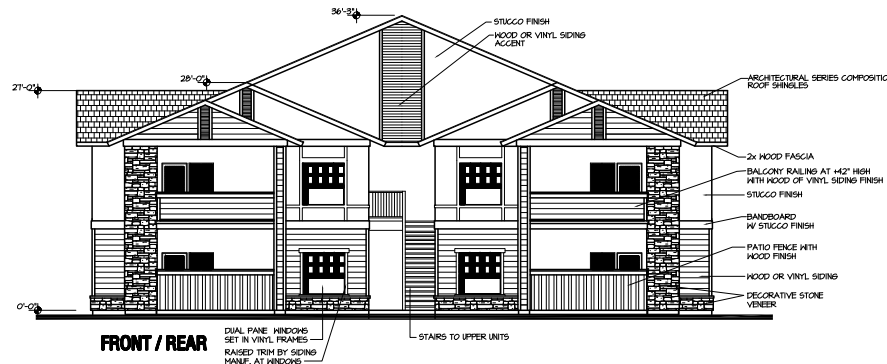 36'-3"
STUCCO FINISH
WOOD OR VINYL SIDING
ACCENT
28'-0"
27'-0"
ARCHITECTURAL SERIES COMPOSITIC
ROOF SHINGLES
2x WOOD FASCIA
BALCONY RAILING AT +42" HIGH
WITH WOOD OF VINYL SIDING FINISH
STUCCO FINISH
BANDBOARD
W/ STUCCO FINISH
PATIO FENCE WITH
WOOD FINISH
WOOD OR VINYL SIDING
DECORATIVE STONE
VENEER
0'-0"
FRONT / REAR
DUAL PANE WINDOWS
SET IN VINYL FRAMES
RAISED TRIM BY SIDING
MANUF. AT WINDOWS
STAIRS TO UPPER UNITS